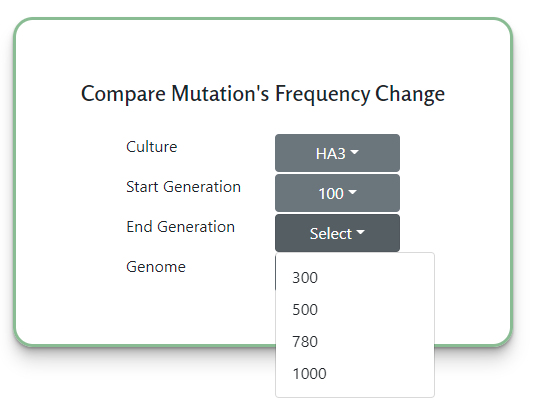 Compare Mutation's Frequency Change
Culture
HA3
Start Generation
100
End Generation
Select
Genome
300
500
780
1000